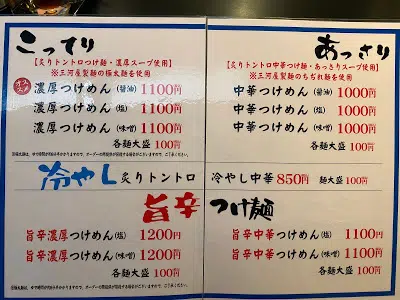 こってり
【炙りトントロつけ麺・濃厚スープ使用】
※三河屋製麺の極太麺を使用
オススメ 濃厚つけめん(醤油) 1100円
濃厚つけめん(塩) 1100円
濃厚つけめん(味噌) 1100円
各麺大盛 100円
あっさり
【炙りトントロ中華つけ麺・あっさりスープ使用】
※三河屋製麺のちぢれ麺を使用
中華つけめん(醤油) 1000円
中華つけめん(塩) 1000円
中華つけめん(味噌) 1000円
各麺大盛 100円
冷やし炙りトントロ 冷やし中華 850円 麺大盛 100円
旨辛つけ麺
旨辛濃厚つけめん(塩) 1200円
旨辛濃厚つけめん(味噌) 1200円
各麺大盛 100円
旨辛中華つけめん(塩) 1100円
旨辛中華つけめん(味噌) 1100円
各麺大盛 100円